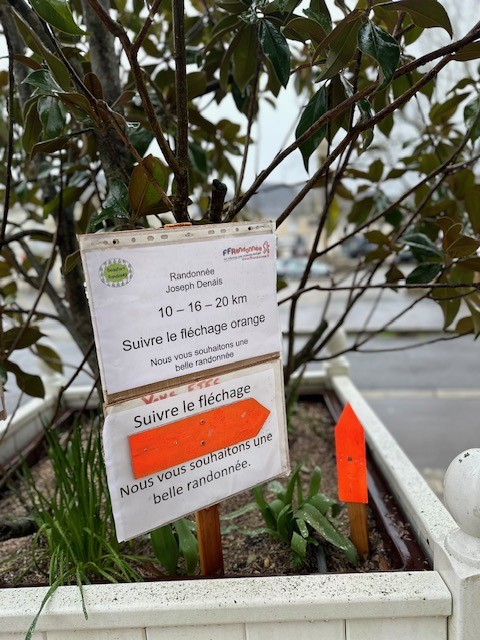 FFRandonnée
Randonnée
Joseph Denais
10 – 16 – 20 km
Suivre le fléchage orange
Nous vous souhaitons une
belle randonnée
Suivre le fléchage
Nous vous souhaitons une
belle randonnée.